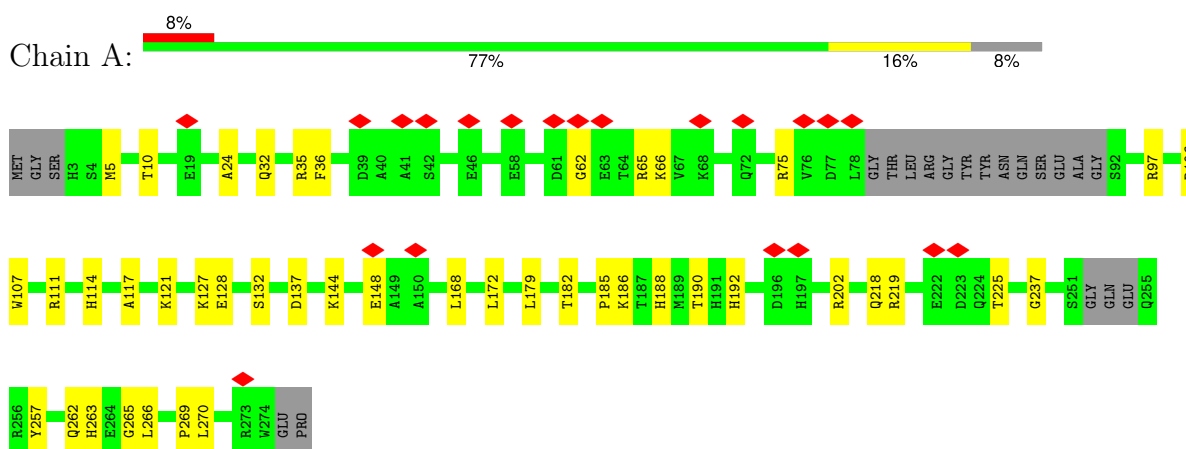 8%
Chain A:
77% 16% 8%
MET GLY SER H3 S4 M5 T10 E19 A24 Q32 R35 F36 D39 A40 A41 S42 E46 E58 D61 G62 E63 T64 R65 K66 V67 K68 Q72 R75 V76 D77 L78 GLY THR LEU ARG GLY TYR TYR ASN GLN SER GLU ALA GLY S92 R97
W107 R111 H114 A117 K121 K127 E128 S132 D137 K144 E148 A149 A150 L168 L172 L179 T182 P185 K186 T187 H188 M189 T190 H191 H192 D196 H197 R202 Q218 R219 E222 D223 Q224 T225 G237 S251 GLY GLN GLU Q255
R256 Y257 Q262 H263 E264 G265 L266 P269 L270 R273 W274 GLU PRO